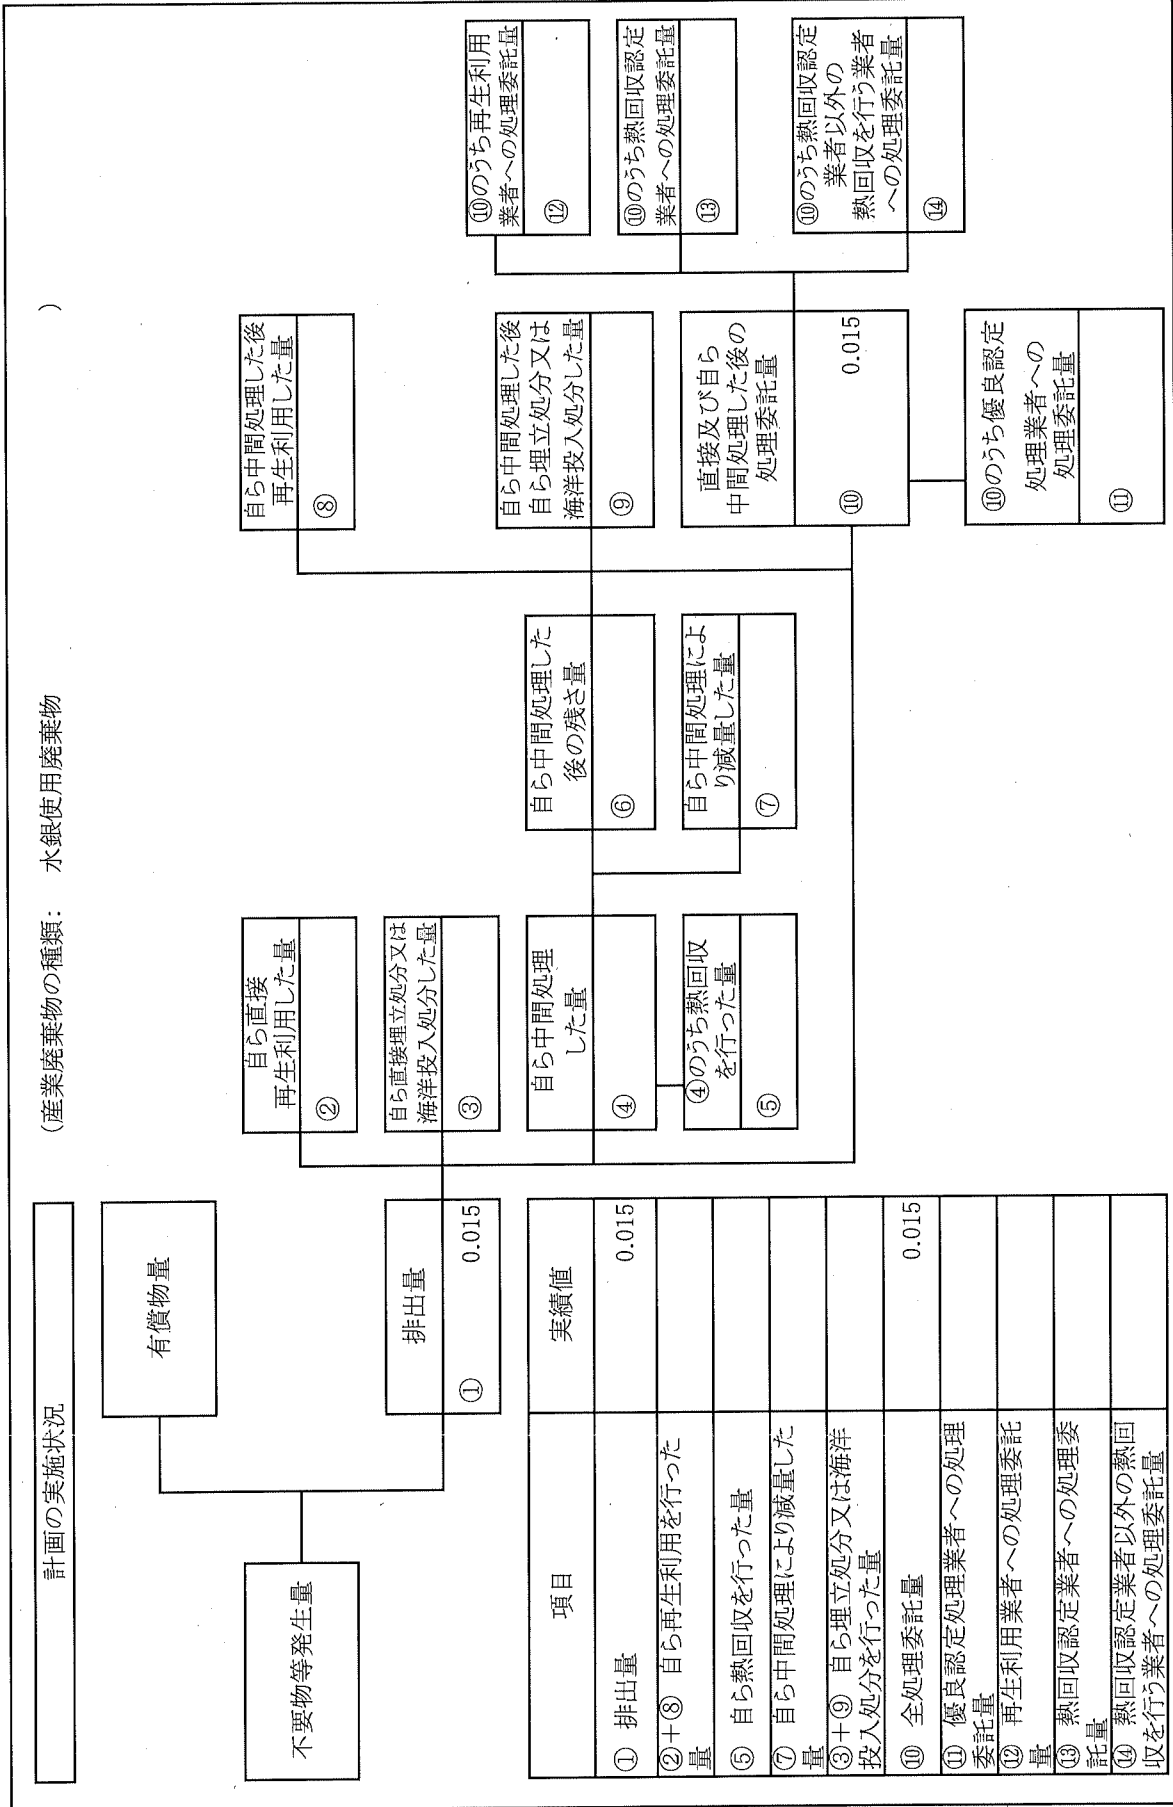 計画の実施状況
(産業廃棄物の種類： 水銀使用廃棄物 )
不要物等発生量
有償物量
排出量
① 0.015
自ら直接
再生利用した量
②
自ら直接埋立処分又は
海洋投入処分した量
③
自ら中間処理
した量
④
④のうち熱回収
を行った量
⑤
自ら中間処理した
後の残さ量
⑥
自ら中間処理によ
り減量した量
⑦
自ら中間処理した後
再生利用した量
⑧
自ら中間処理した後
自ら埋立処分又は
海洋投入処分した量
⑨
直接及び自ら
中間処理した後の
処理委託量
⑩ 0.015
⑩のうち優良認定
処理業者への
処理委託量
⑪
⑩のうち再生利用
業者への処理委託量
⑫
⑩のうち熱回収認定
業者への処理委託量
⑬
⑩のうち熱回収認定
業者以外の
熱回収を行う業者
への処理委託量
⑭
項目 実績値
① 排出量 0.015
②＋⑧ 自ら再生利用を行った
量
⑤ 自ら熱回収を行った量
⑦ 自ら中間処理により減量した
量
③＋⑨ 自ら埋立処分又は海洋
投入処分を行った量
⑩ 全処理委託量 0.015
⑪ 優良認定処理業者への処理
委託量
⑫ 再生利用業者への処理委託
量
⑬ 熱回収認定業者への処理委
託量
⑭ 熱回収認定業者以外の熱回
収を行う業者への処理委託量